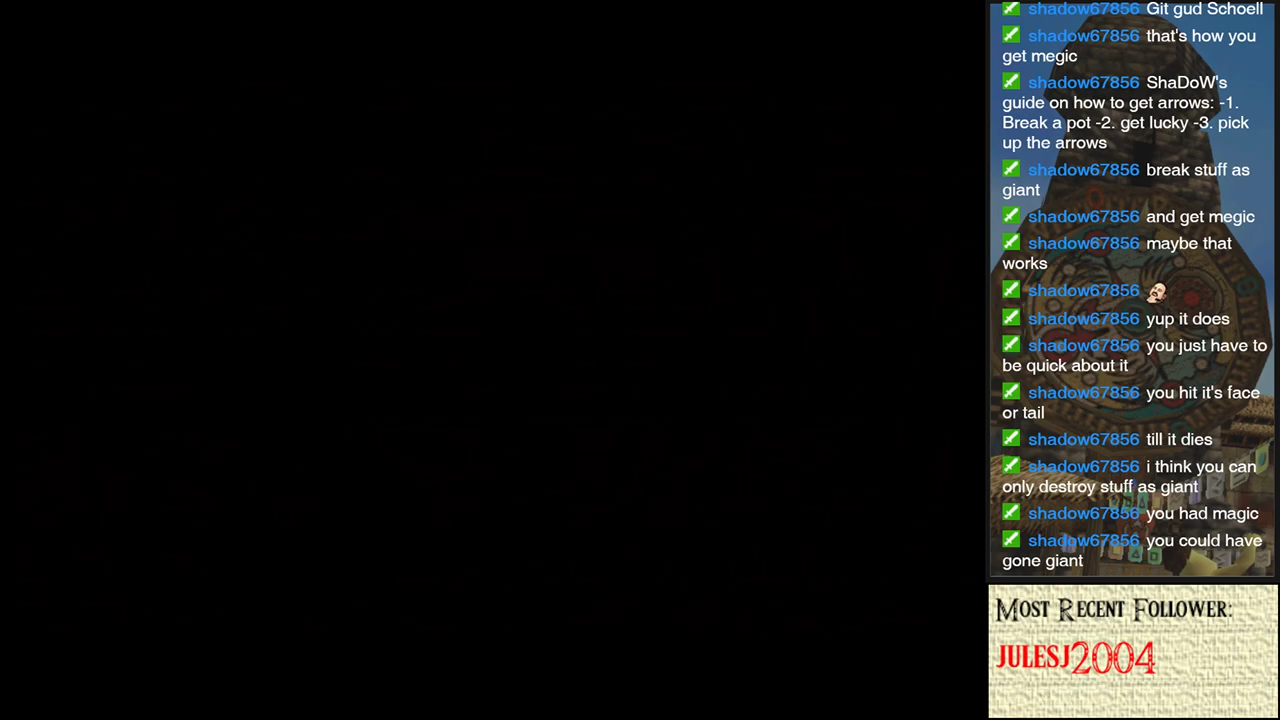 shadow67856 Git gud Schoell
shadow67856 that's how you
get megic
shadow67856 ShaDoW's
guide on how to get arrows: -1.
Break a pot -2. get lucky -3. pick
up the arrows
shadow67856 break stuff as
giant
shadow67856 and get megic
shadow67856 maybe that
works
shadow67856
shadow67856 yup it does
shadow67856 you just have to
be quick about it
shadow67856 you hit it's face
or tail
shadow67856 till it dies
shadow67856 i think you can
only destroy stuff as giant
shadow67856 you had magic
shadow67856 you could have
gone giant
Most Recent Follower:
julesj2004